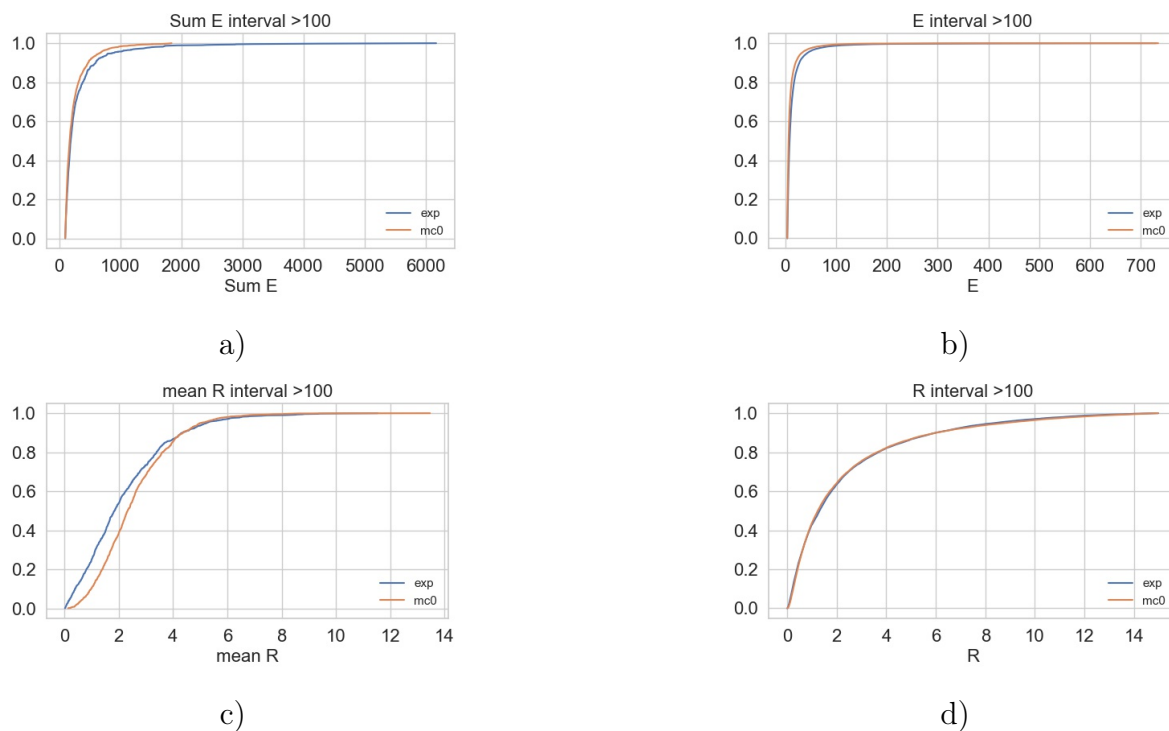 Sum E interval >100
1.0
0.8
0.6
0.4
0.2
0.0
exp
mc0
0 1000 2000 3000 4000 5000 6000
Sum E
a)
E interval >100
1.0
0.8
0.6
0.4
0.2
0.0
exp
mc0
0 100 200 300 400 500 600 700
E
b)
mean R interval >100
1.0
0.8
0.6
0.4
0.2
0.0
exp
mc0
0 2 4 6 8 10 12 14
mean R
c)
R interval >100
1.0
0.8
0.6
0.4
0.2
0.0
exp
mc0
0 2 4 6 8 10 12 14
R
d)